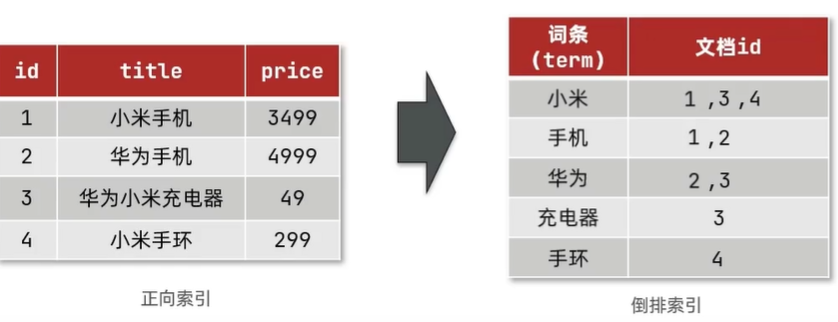 id title price
1 小米手机 3499
2 华为手机 4999
3 华为小米充电器 49
4 小米手环 299
正向索引
词条
(term) 文档id
小米 1 ,3 ,4
手机 1 ,2
华为 2 ,3
充电器 3
手环 4
倒排索引